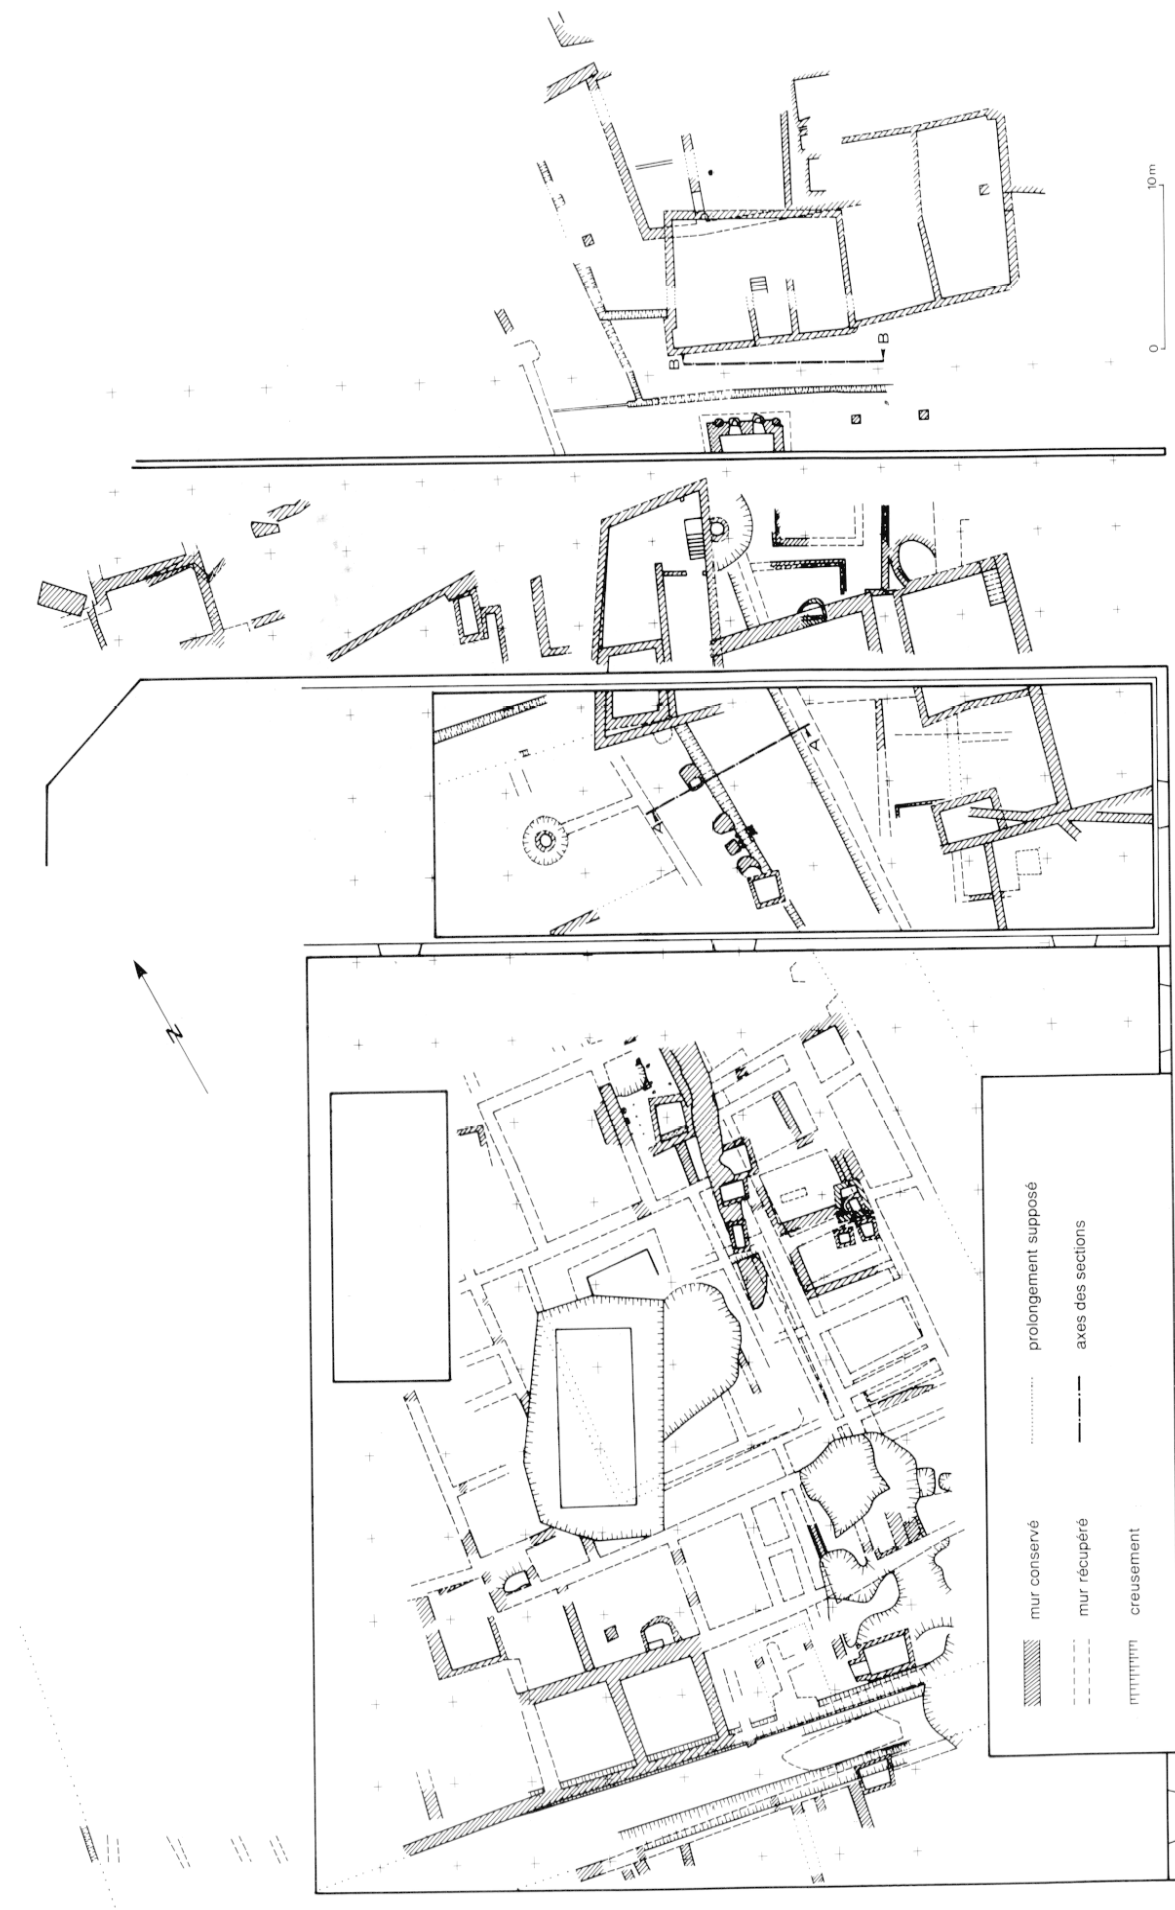 10 m
0
B
B
A
A
N
prolongement supposé
axes des sections
mur conservé
mur récupéré
creusement